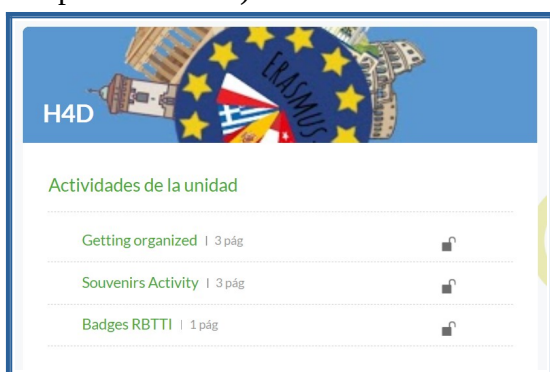 ERASMUS
H4D
Actividades de la unidad
Getting organized | 3 pág
Souvenirs Activity | 3 pág
Badges RBTTI | 1 pág